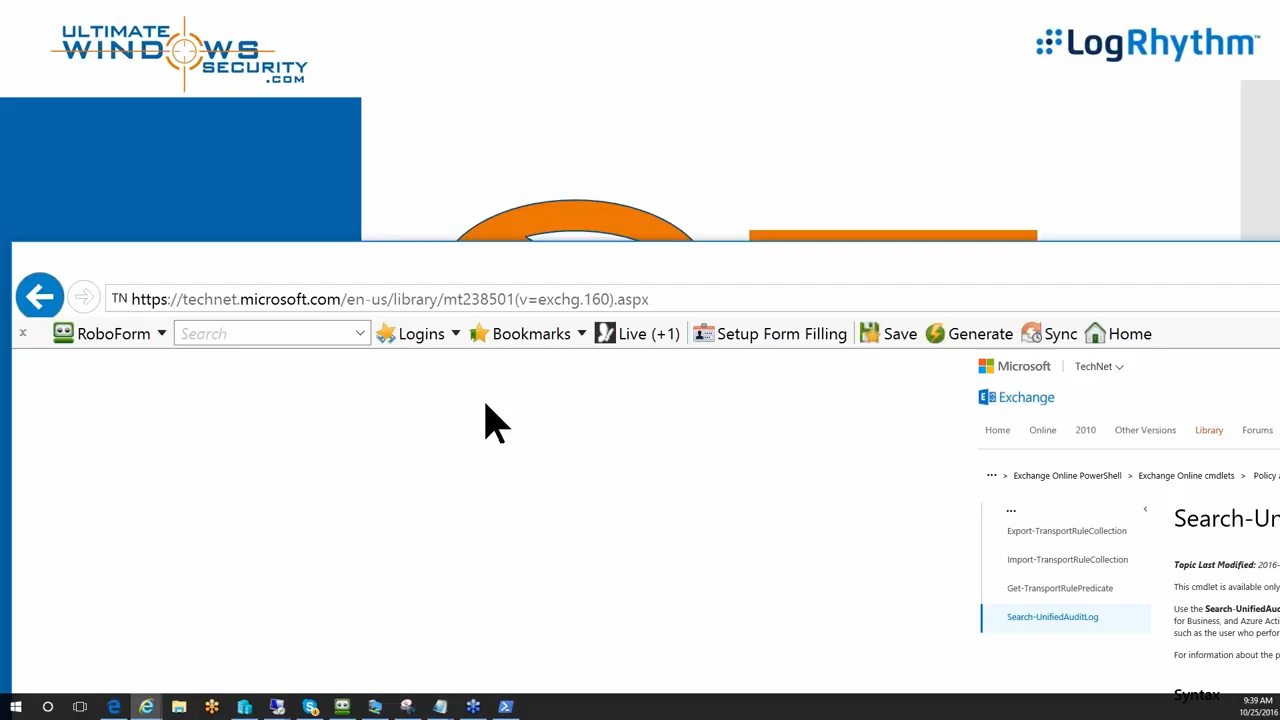 ULTIMATE
WINDOWS
SECURITY
.COM
LogRhythm
TN https://technet.microsoft.com/en-us/library/mt238501(v=exchg.160).aspx
x RoboForm Search Logins Bookmarks Live (+1) Setup Form Filling Save Generate Sync Home
Microsoft TechNet
Exchange
Home Online 2010 Other Versions Library Forums
... > Exchange Online PowerShell > Exchange Online cmdlets > Policy a
...
Export-TransportRuleCollection
Import-TransportRuleCollection
Get-TransportRulePredicate
Search-UnifiedAuditLog
Search-Un
Topic Last Modified: 2016-
This cmdlet is available only
Use the Search-UnifiedAud
for Business, and Azure Acti
such as the user who perfor
For information about the p
Syntax
9:39 AM
10/25/2016